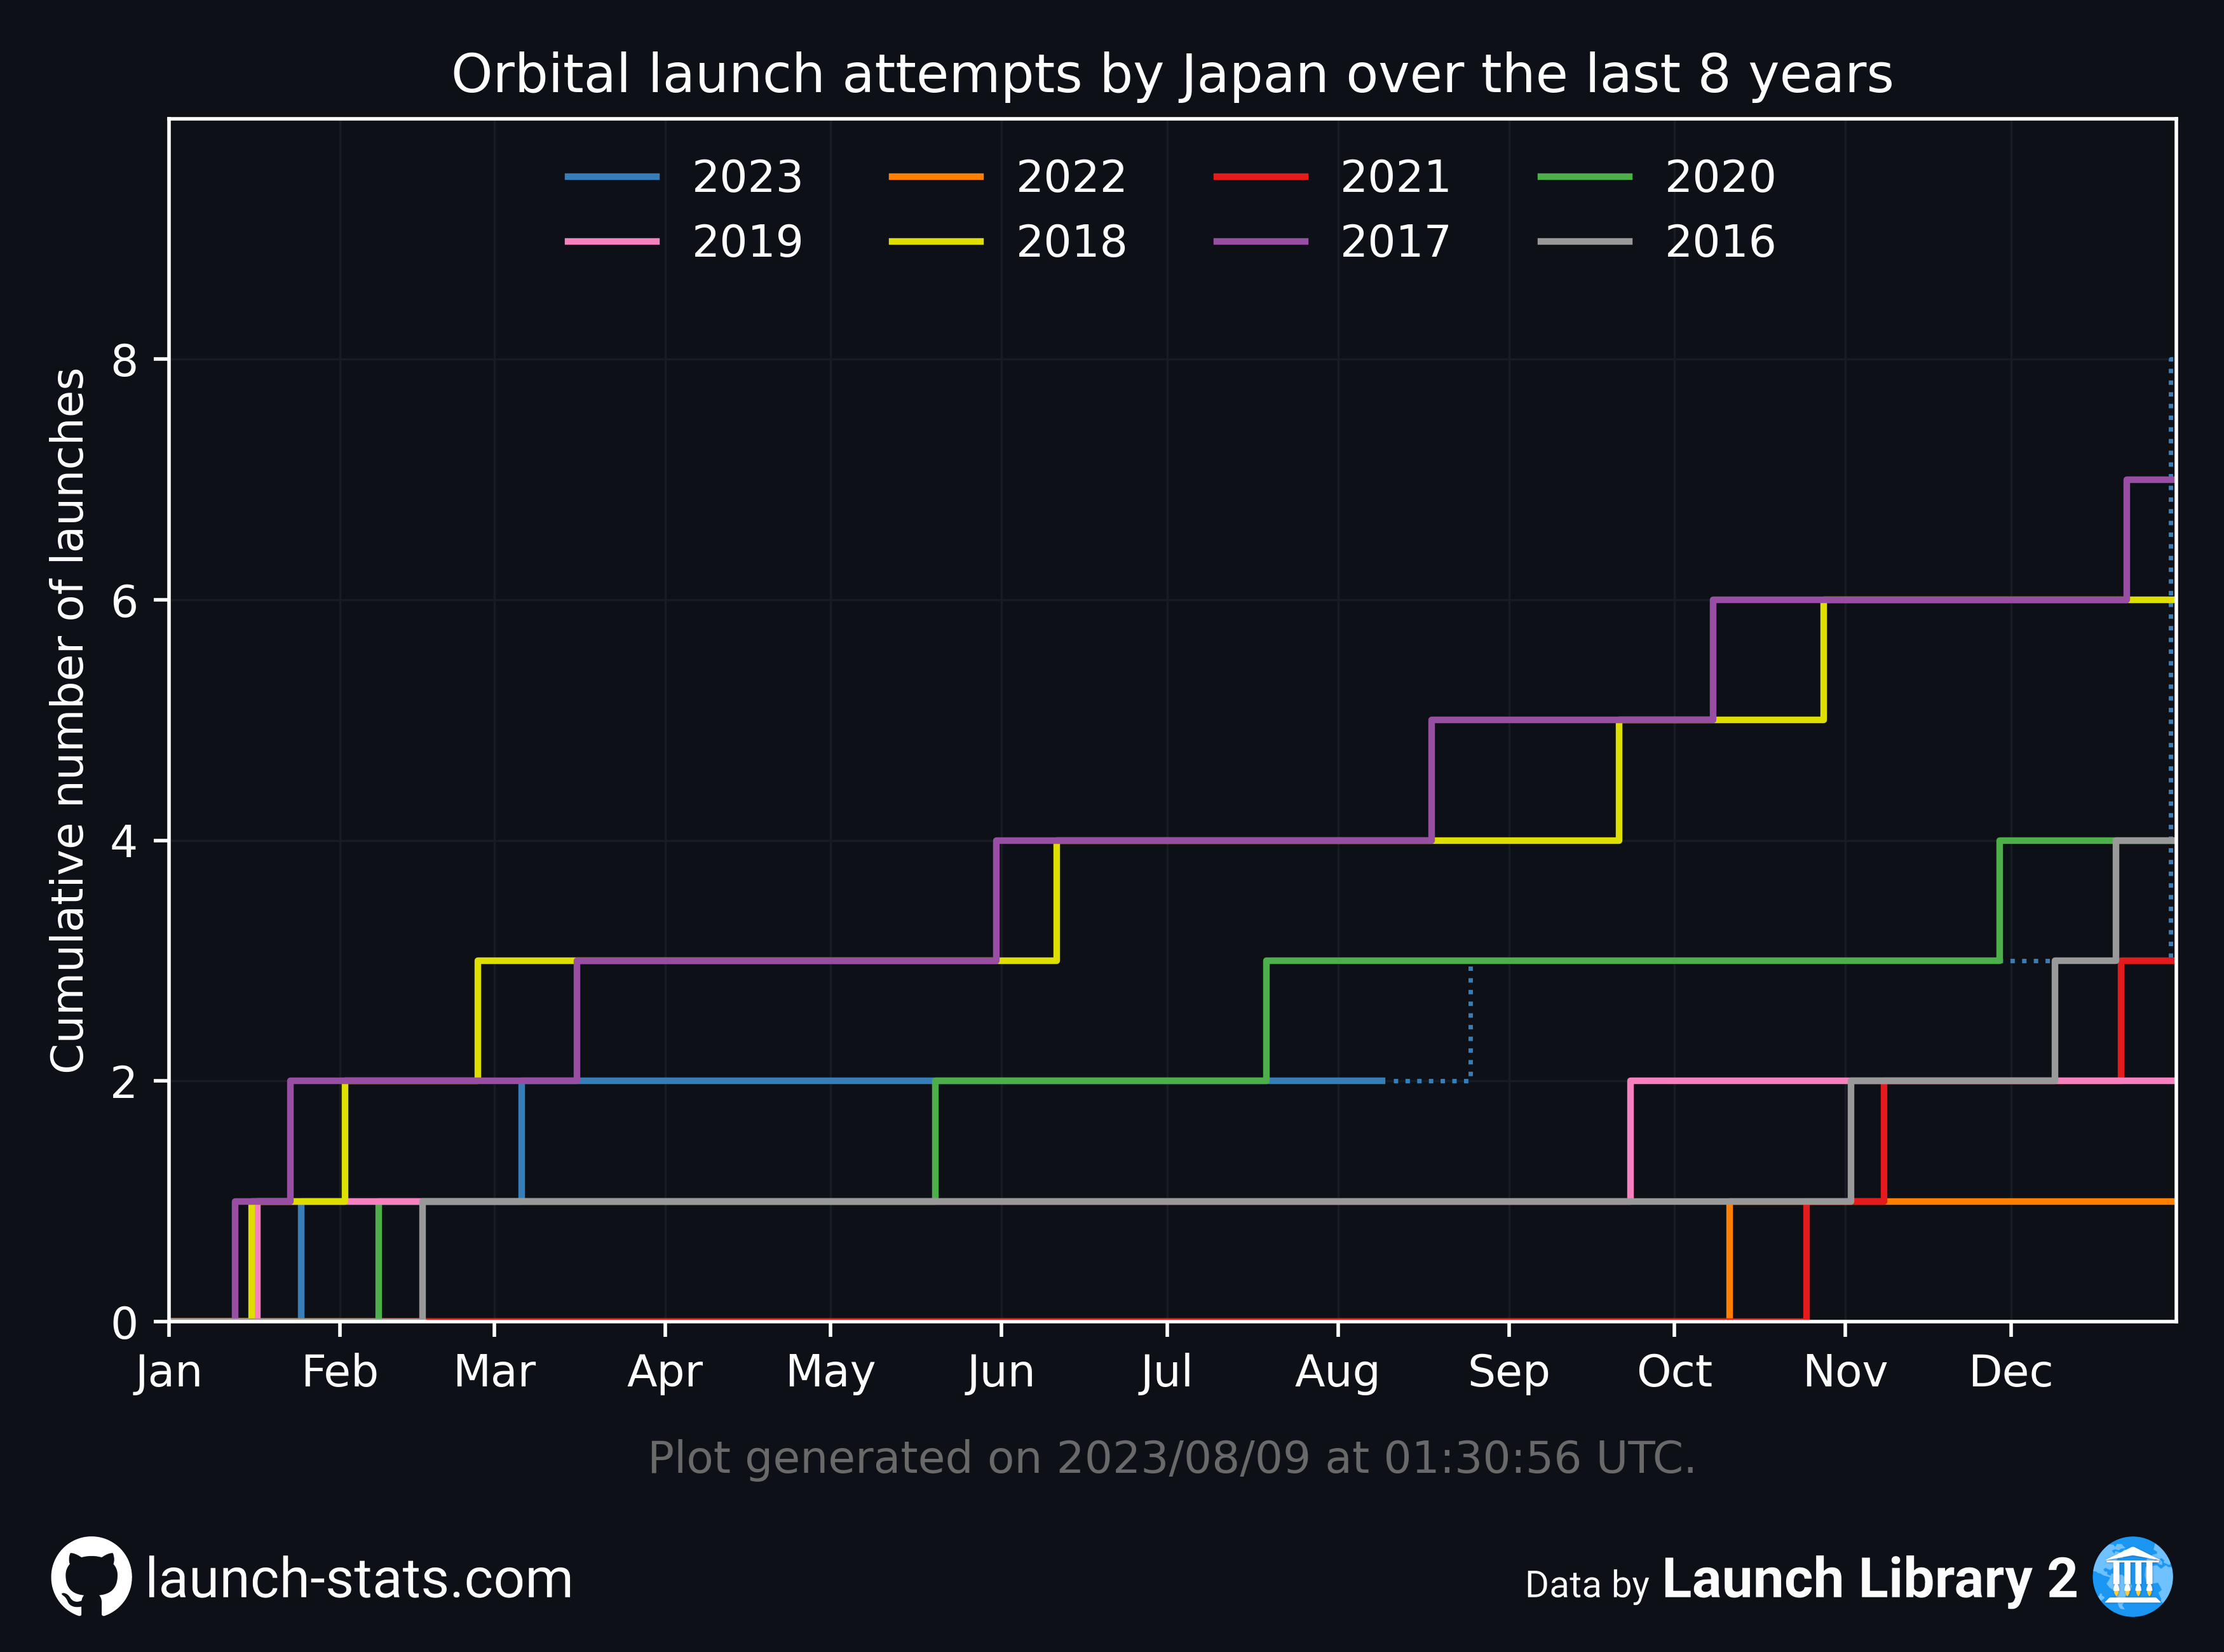 Orbital launch attempts by Japan over the last 8 years
2023 2022 2021 2020
2019 2018 2017 2016
Cumulative number of launches
8
6
4
2
0
Jan Feb Mar Apr May Jun Jul Aug Sep Oct Nov Dec
Plot generated on 2023/08/09 at 01:30:56 UTC.
launch-stats.com
Data by Launch Library 2